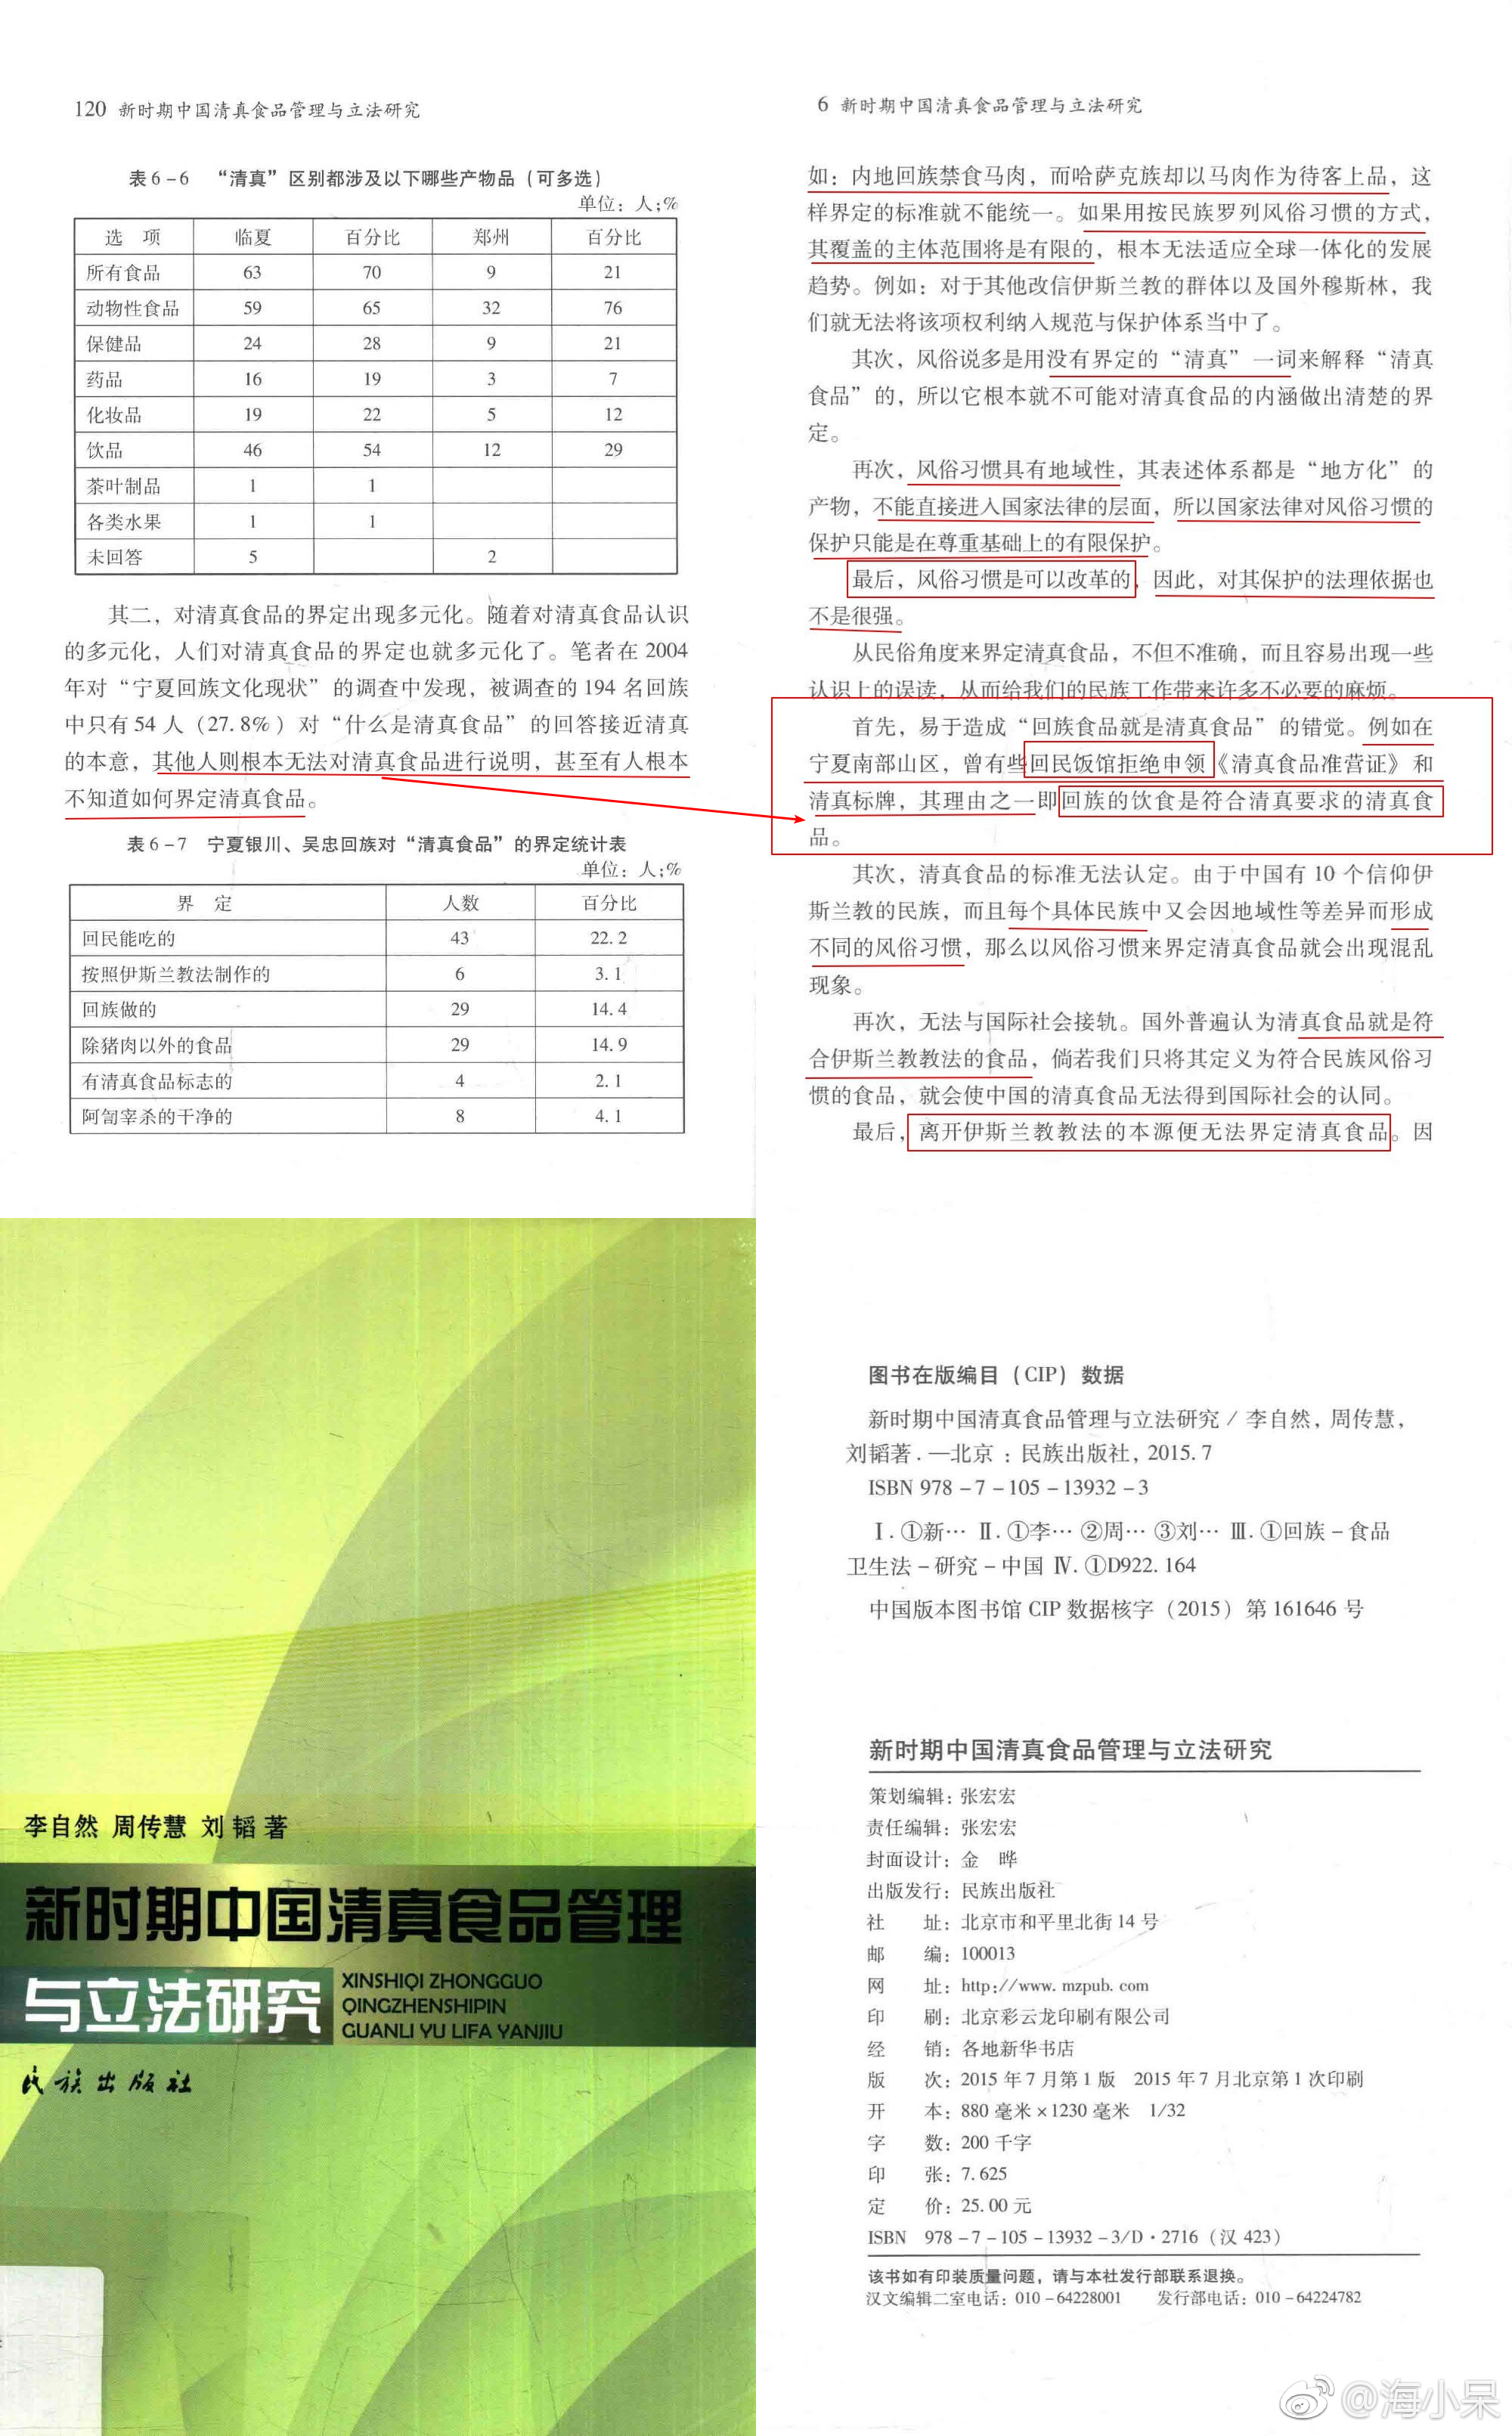 120 新时期中国清真食品管理与立法研究
表6-6 “清真”区别都涉及以下哪些产物品（可多选）
单位：人;%
选 项 临夏 百分比 郑州 百分比
所有食品 63 70 9 21
动物性食品 59 65 32 76
保健品 24 28 9 21
药品 16 19 3 7
化妆品 19 22 5 12
饮品 46 54 12 29
茶叶制品 1 1
各类水果 1 1
未回答 5 2
其二，对清真食品的界定出现多元化。随着对清真食品认识
的多元化，人们对清真食品的界定也就多元化了。笔者在 2004
年对“宁夏回族文化现状”的调查中发现，被调查的 194 名回族
中只有 54 人（27.8%）对“什么是清真食品”的回答接近清真
的本意，其他人则根本无法对清真食品进行说明，甚至有人根本
不知道如何界定清真食品。
表6-7 宁夏银川、吴忠回族对“清真食品”的界定统计表
单位：人;%
界 定 人数 百分比
回民能吃的 43 22.2
按照伊斯兰教法制作的 6 3.1
回族做的 29 14.4
除猪肉以外的食品 29 14.9
有清真食品标志的 4 2.1
阿訇宰杀的干净的 8 4.1
6 新时期中国清真食品管理与立法研究
如：内地回族禁食马肉，而哈萨克族却以马肉作为待客上品，这
样界定的标准就不能统一。如果用按民族罗列风俗习惯的方式，
其覆盖的主体范围将是有限的，根本无法适应全球一体化的发展
趋势。例如：对于其他改信伊斯兰教的群体以及国外穆斯林，我
们就无法将该项权利纳入规范与保护体系当中了。
其次，风俗说多是用没有界定的“清真”一词来解释“清真
食品”的，所以它根本就不可能对清真食品的内涵做出清楚的界
定。
再次，风俗习惯具有地域性，其表述体系都是“地方化”的
产物，不能直接进入国家法律的层面，所以国家法律对风俗习惯的
保护只能是在尊重基础上的有限保护。
最后，风俗习惯是可以改革的，因此，对其保护的法理依据也
不是很强。
从民俗角度来界定清真食品，不但不准确，而且容易出现一些
认识上的误读，从而给我们的民族工作带来许多不必要的麻烦。
首先，易于造成“回族食品就是清真食品”的错觉。例如在
宁夏南部山区，曾有些回民饭馆拒绝申领《清真食品准营证》和
清真标牌，其理由之一即回族的饮食是符合清真要求的清真食
品。
其次，清真食品的标准无法认定。由于中国有 10 个信仰伊
斯兰教的民族，而且每个具体民族中又会因地域性等差异而形成
不同的风俗习惯，那么以风俗习惯来界定清真食品就会出现混乱
现象。
再次，无法与国际社会接轨。国外普遍认为清真食品就是符
合伊斯兰教教法的食品，倘若我们只将其定义为符合民族风俗习
惯的食品，就会使中国的清真食品无法得到国际社会的认同。
最后，离开伊斯兰教教法的本源便无法界定清真食品。因
李自然 周传慧 刘韬 著
新时期中国清真食品管理
与立法研究
XINSHIQI ZHONGGUO
QINGZHENSHIPIN
GUANLI YU LIFA YANJIU
民族出版社
图书在版编目（CIP）数据
新时期中国清真食品管理与立法研究 / 李自然，周传慧，
刘韬著．—北京：民族出版社，2015.7
ISBN 978-7-105-13932-3
Ⅰ.①新… Ⅱ.①李… ②周… ③刘… Ⅲ.①回族-食品
卫生法-研究-中国 Ⅳ.①D922.164
中国版本图书馆 CIP 数据核字（2015）第 161646 号
新时期中国清真食品管理与立法研究
策划编辑：张宏宏
责任编辑：张宏宏
封面设计：金 晔
出版发行：民族出版社
社 址：北京市和平里北街 14 号
邮 编：100013
网 址：http://www.mzpub.com
印 刷：北京彩云龙印刷有限公司
经 销：各地新华书店
版 次：2015 年 7 月第 1 版 2015 年 7 月北京第 1 次印刷
开 本：880 毫米×1230 毫米 1/32
字 数：200 千字
印 张：7.625
定 价：25.00 元
ISBN 978-7-105-13932-3/D·2716（汉 423）
该书如有印装质量问题，请与本社发行部联系退换。
汉文编辑二室电话：010-64228001 发行部电话：010-64224782
@海小呆